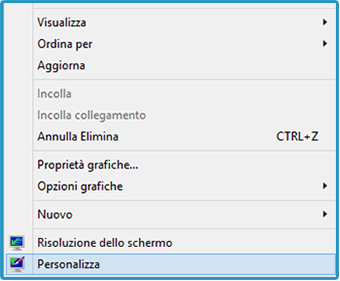 Visualizza
Ordina per
Aggiorna
Incolla
Incolla collegamento
Annulla Elimina CTRL+Z
Proprietà grafiche...
Opzioni grafiche
Nuovo
Risoluzione dello schermo
Personalizza